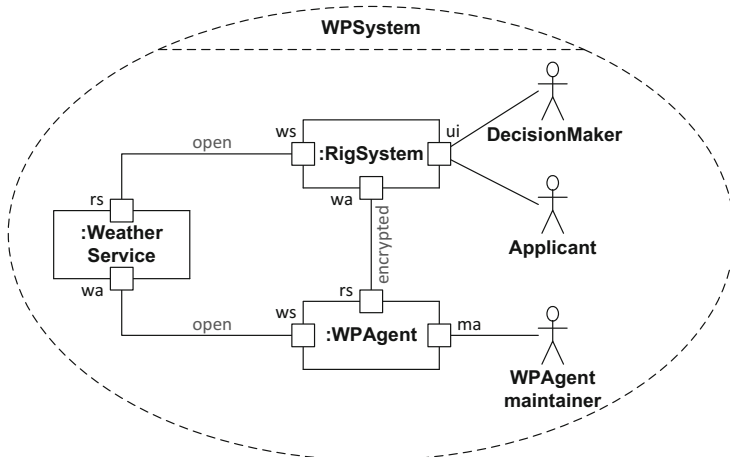 WPSystem
DecisionMaker
ws
ui
open
:RigSystem
rs
wa
Applicant
:Weather
Service
encrypted
wa
rs
open
ws
ma
:WPAgent
WPAgent
maintainer